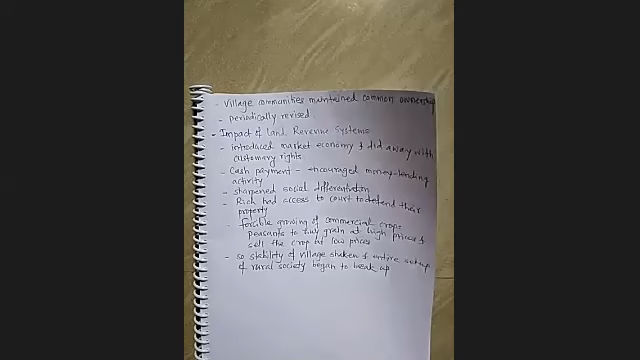 - Village communities maintained common ownership
- periodically revised.
- Impact of Land Revenue Systems
- introduced market economy & did away with
customary rights
- Cash payment - encouraged money-lending
activity
- sharpened social differentiation
- Rich had access to court to defend their
property
- forcible growing of commercial crops
peasants to buy grain at high prices &
sell the crop at low prices
- so stability of village shaken & entire set-up
of rural society began to break up